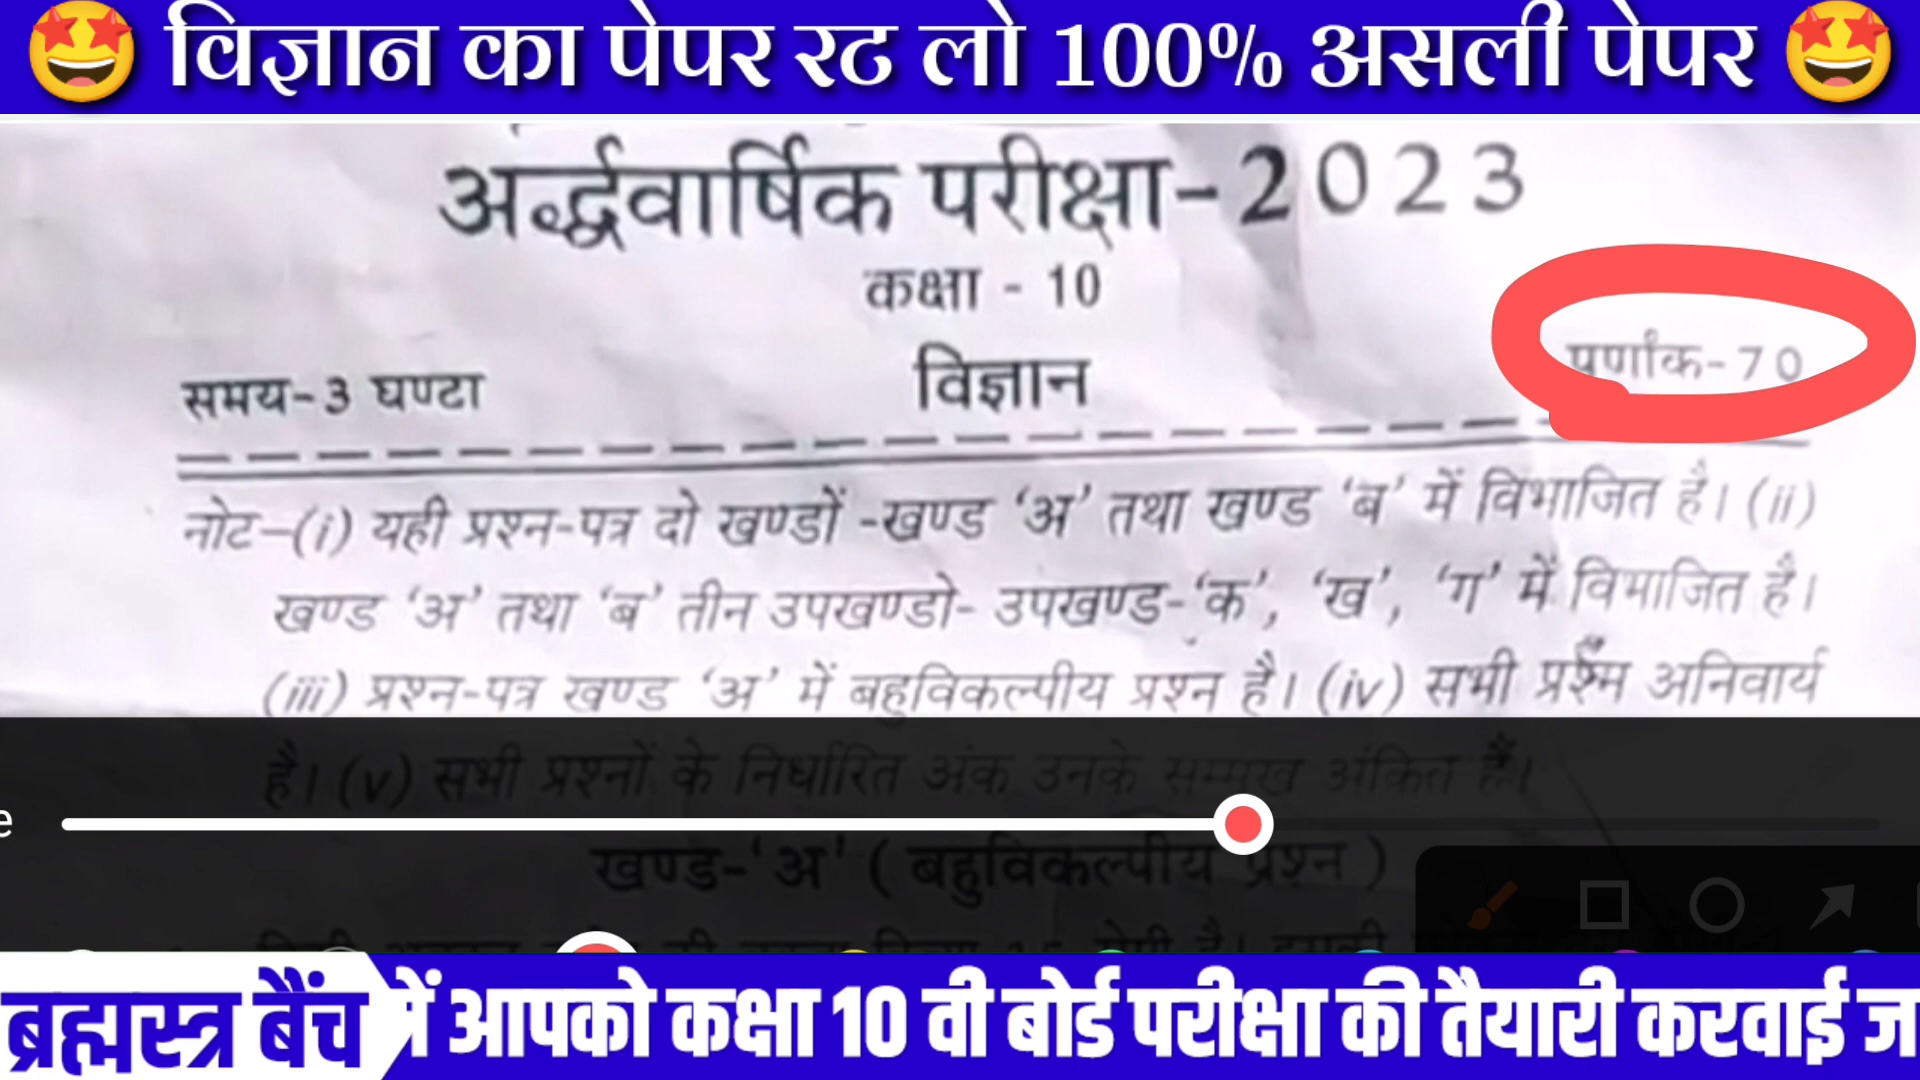 विज्ञान का पेपर रट लो 100% असली पेपर
अर्द्धवार्षिक परीक्षा-2023
कक्षा - 10
विज्ञान
पूर्णांक-70
समय-3 घण्टा
नोट-(i) यही प्रश्न-पत्र दो खण्डों -खण्ड ‘अ’ तथा खण्ड ‘ब’ में विभाजित है। (ii)
खण्ड ‘अ’ तथा ‘ब’ तीन उपखण्डो- उपखण्ड-‘क’, ‘ख’, ‘ग’ में विभाजित है।
(iii) प्रश्न-पत्र खण्ड ‘अ’ में बहुविकल्पीय प्रश्न है। (iv) सभी प्रश्न अनिवार्य
है। (v) सभी प्रश्नों के निर्धारित अंक उनके सम्मुख अंकित हैं।
e
खण्ड-‘अ’ ( बहुविकल्पीय प्रश्न )
ब्रह्मस्त्र बैंच में आपको कक्षा 10 वी बोर्ड परीक्षा की तैयारी करवाई ज